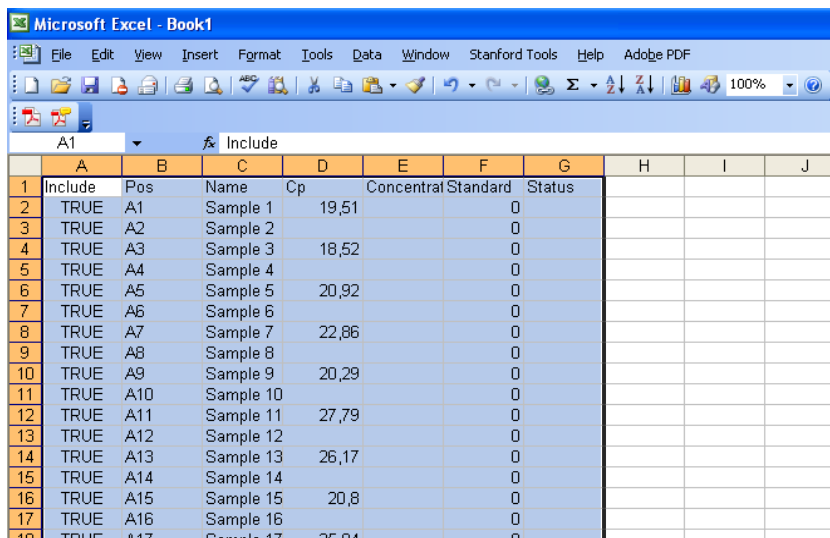 Microsoft Excel - Book1
File Edit View Insert Format Tools Data Window Stanford Tools Help Adobe PDF
ABC Σ A Z Z A 100%
A1 fx Include
A B C D E F G H I J
1 Include Pos Name Cp Concentrat Standard Status
2 TRUE A1 Sample 1 19,51 0
3 TRUE A2 Sample 2 0
4 TRUE A3 Sample 3 18,52 0
5 TRUE A4 Sample 4 0
6 TRUE A5 Sample 5 20,92 0
7 TRUE A6 Sample 6 0
8 TRUE A7 Sample 7 22,86 0
9 TRUE A8 Sample 8 0
10 TRUE A9 Sample 9 20,29 0
11 TRUE A10 Sample 10 0
12 TRUE A11 Sample 11 27,79 0
13 TRUE A12 Sample 12 0
14 TRUE A13 Sample 13 26,17 0
15 TRUE A14 Sample 14 0
16 TRUE A15 Sample 15 20,8 0
17 TRUE A16 Sample 16 0
18 TRUE A17 Sample 17